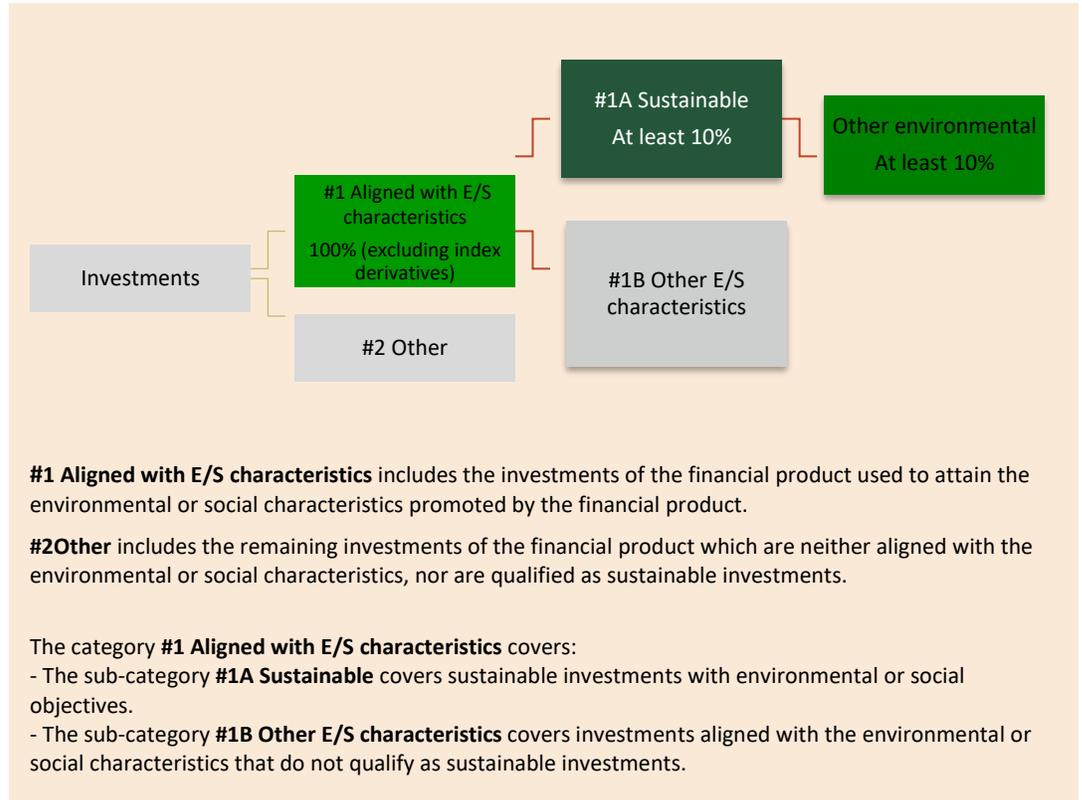 #1A Sustainable
At least 10%
Other environmental
At least 10%
#1 Aligned with E/S
characteristics
100% (excluding index
derivatives)
Investments
#1B Other E/S
characteristics
#2 Other
#1 Aligned with E/S characteristics includes the investments of the financial product used to attain the
environmental or social characteristics promoted by the financial product.
#2Other includes the remaining investments of the financial product which are neither aligned with the
environmental or social characteristics, nor are qualified as sustainable investments.
The category #1 Aligned with E/S characteristics covers:
- The sub-category #1A Sustainable covers sustainable investments with environmental or social
objectives.
- The sub-category #1B Other E/S characteristics covers investments aligned with the environmental or
social characteristics that do not qualify as sustainable investments.